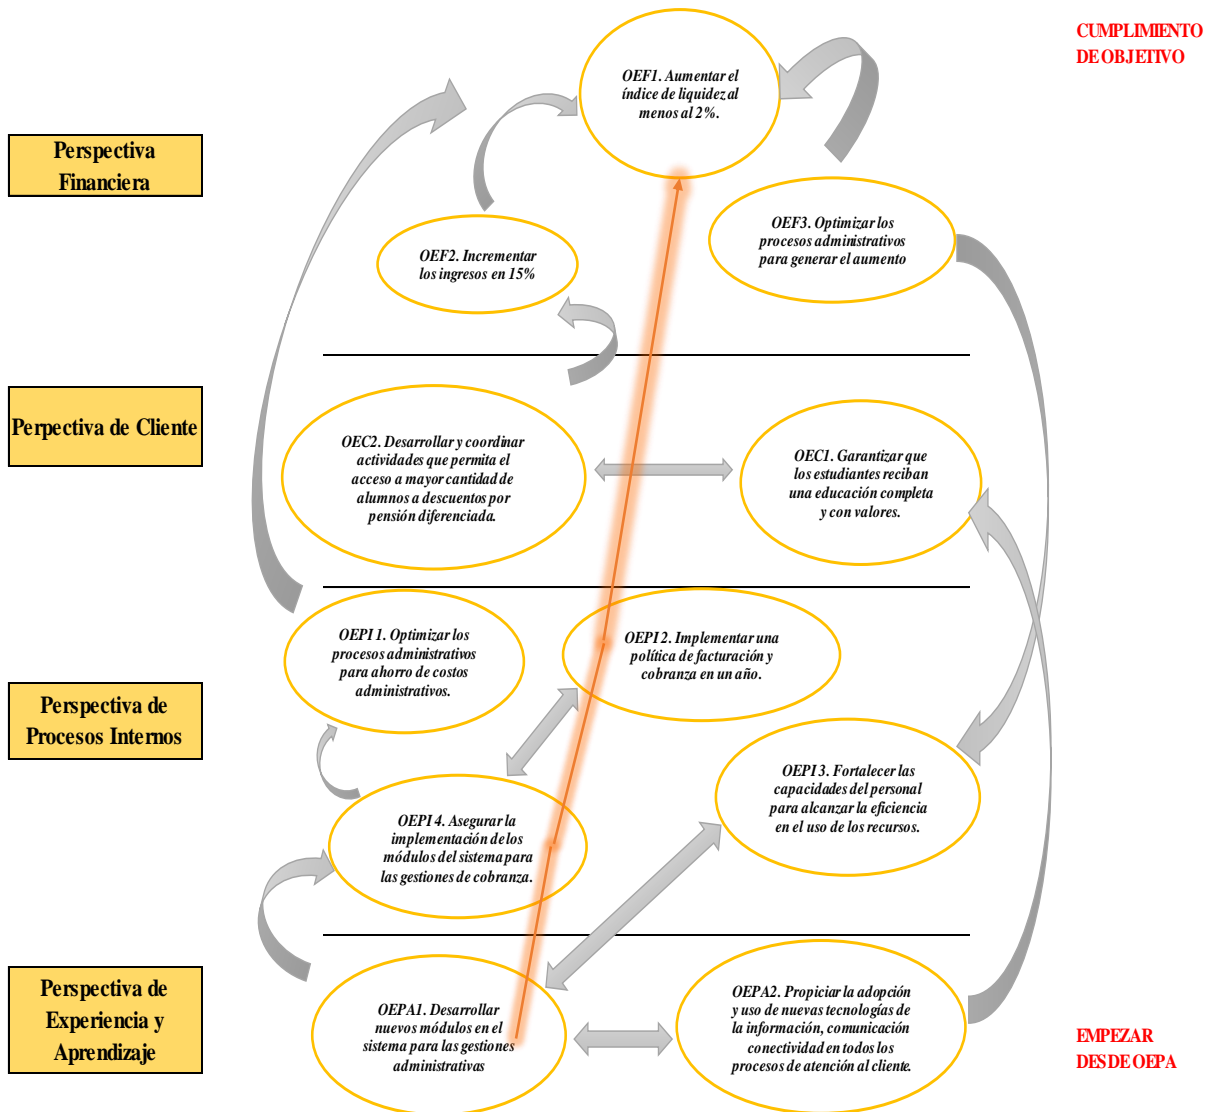 CUMPLIMIENTO
DE OBJETIVO
OEF1. Aumentar el
índice de liquidez al
menos al 2%.
Perspectiva
Financiera
OEF2. Incrementar
los ingresos en 15%
OEF3. Optimizar los
procesos administrativos
para generar el aumento
Perpectiva de Cliente
OEC2. Desarrollar y coordinar
actividades que permita el
acceso a mayor cantidad de
alumnos a descuentos por
pensión diferenciada.
OEC1. Garantizar que
los estudiantes reciban
una educación completa
y con valores.
OEPI 1. Optimizar los
procesos administrativos
para ahorro de costos
administrativos.
OEPI 2. Implementar una
política de facturación y
cobranza en un año.
Perspectiva de
Procesos Internos
OEPI 3. Fortalecer las
capacidades del personal
para alcanzar la eficiencia
en el uso de los recursos.
OEPI 4. Asegurar la
implementación de los
módulos del sistema para
las gestiones de cobranza.
Perspectiva de
Experiencia y
Aprendizaje
OEPA1. Desarrollar
nuevos módulos en el
sistema para las gestiones
administrativas
OEPA2. Propiciar la adopción
y uso de nuevas tecnologías de
la información, comunicación
conectividad en todos los
procesos de atención al cliente.
EMPEZAR
DESDE OEPA